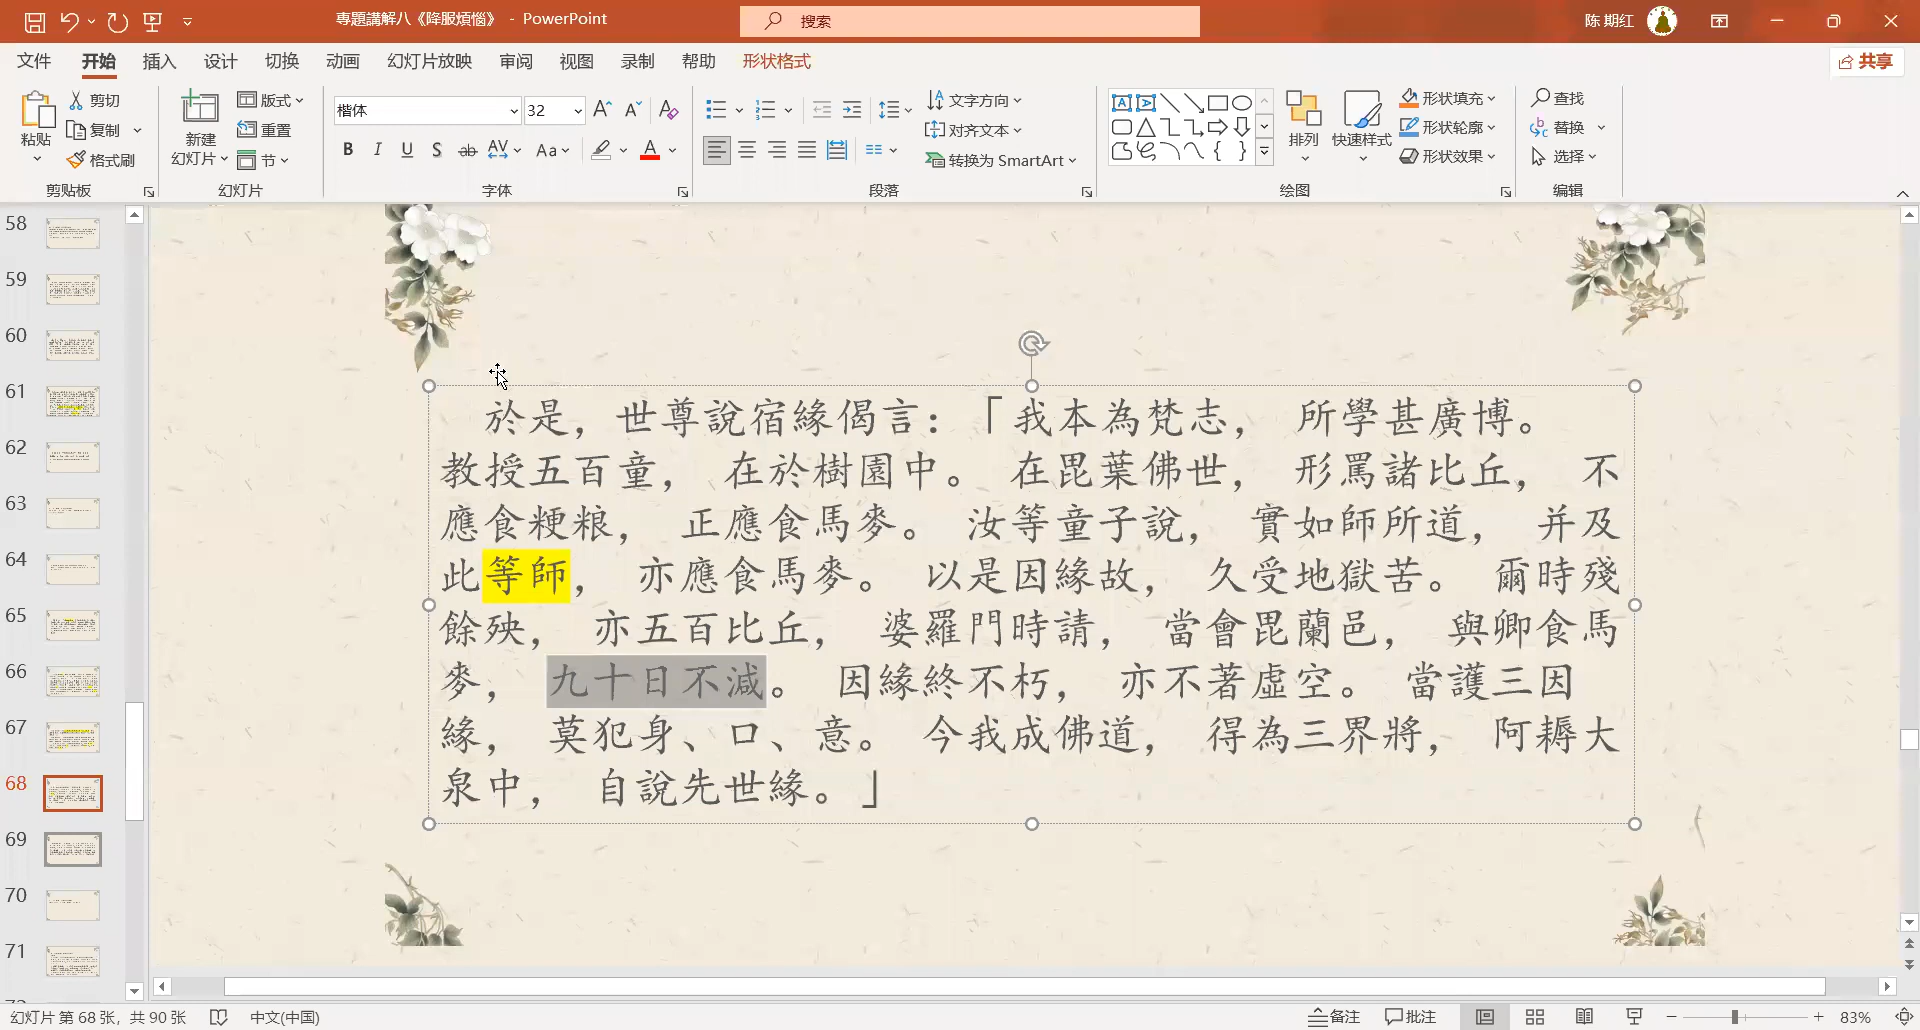 專題講解八《降服煩惱》 - PowerPoint
搜索
陈 期红
文件 开始 插入 设计 切换 动画 幻灯片放映 审阅 视图 录制 帮助 形状格式
共享
粘贴
剪切
复制
格式刷
剪贴板
新建
幻灯片
版式
重置
节
幻灯片
楷体 32
B I U S ab AV Aa A
字体
文字方向
对齐文本
转换为 SmartArt
段落
排列
快速样式
形状填充
形状轮廓
形状效果
绘图
查找
替换
选择
编辑
58
59
60
61
62
63
64
65
66
67
68
69
70
71
於是，世尊說宿緣偈言：「我本為梵志， 所學甚廣博。
教授五百童， 在於樹園中。 在毘葉佛世， 形罵諸比丘， 不
應食粳粮， 正應食馬麥。 汝等童子說， 實如師所道， 并及
此等師， 亦應食馬麥。 以是因緣故， 久受地獄苦。 爾時殘
餘殃， 亦五百比丘， 婆羅門時請， 當會毘蘭邑， 與卿食馬
麥， 九十日不減。 因緣終不朽， 亦不著虛空。 當護三因
緣， 莫犯身、口、意。 今我成佛道， 得為三界將， 阿耨大
泉中， 自說先世緣。」
幻灯片 第 68 张，共 90 张 中文(中国)
备注 批注 83%